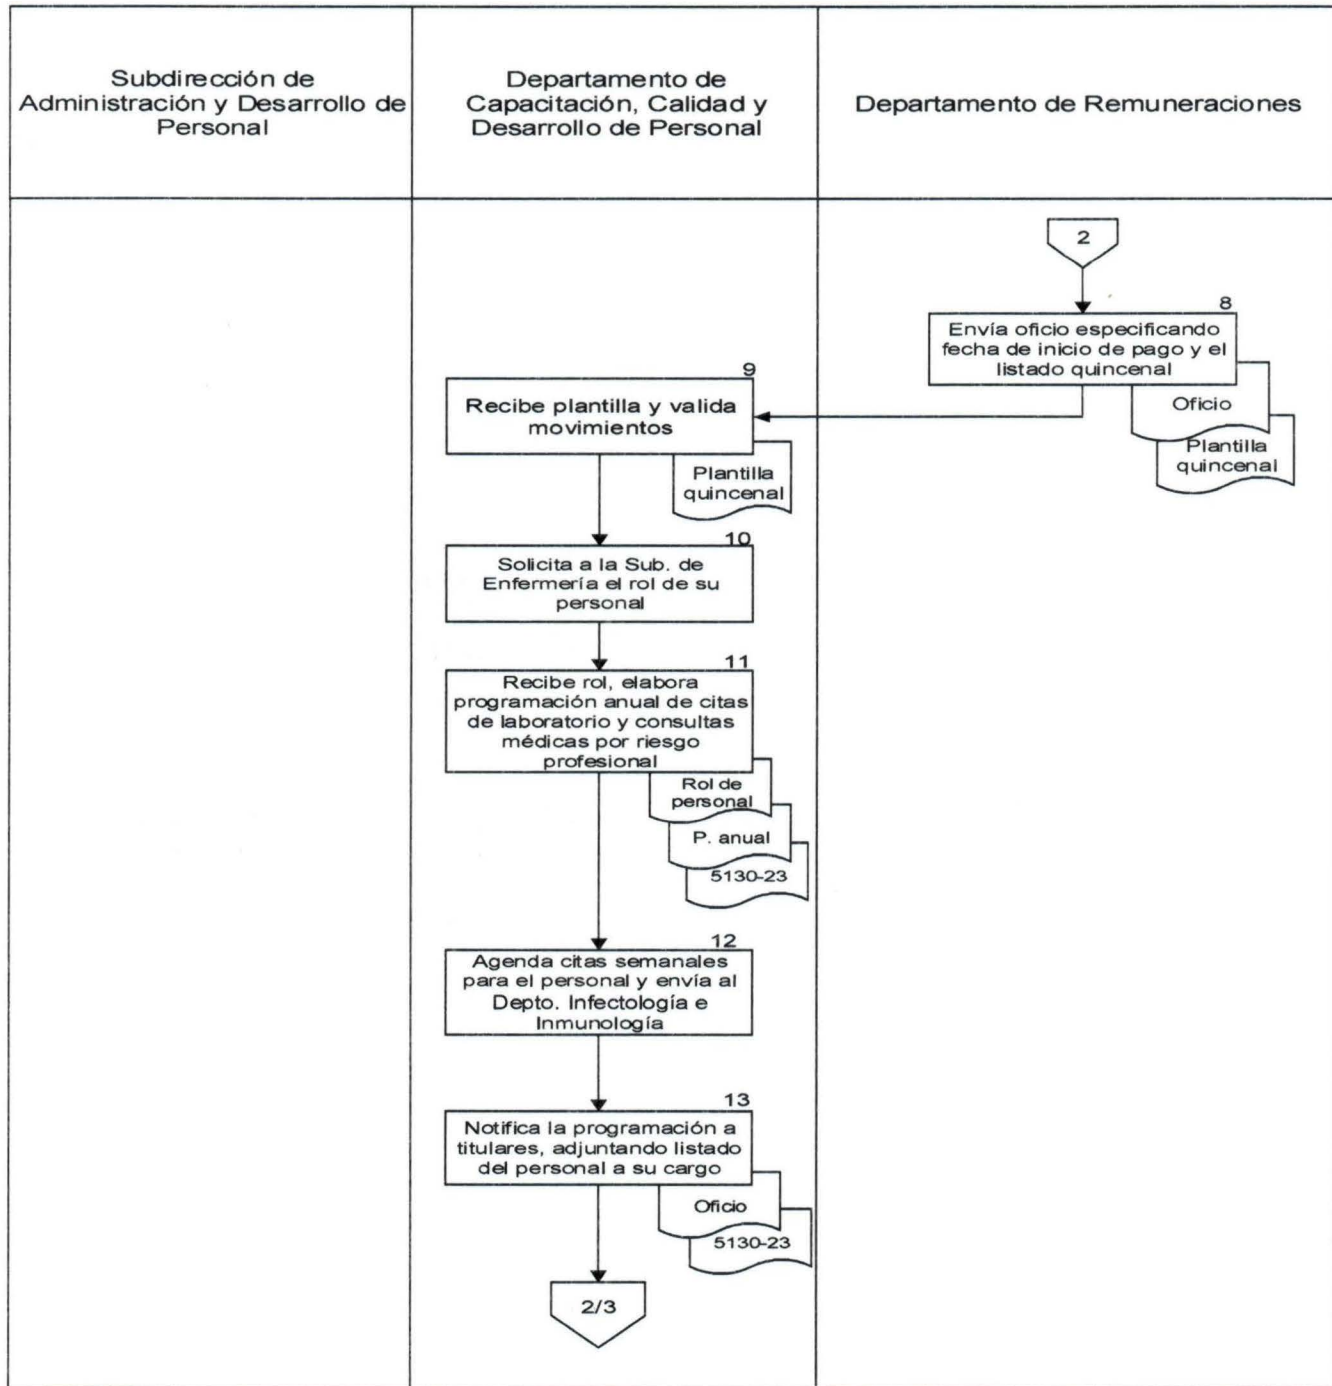 Subdirección de
Administración y Desarrollo de
Personal
Departamento de
Capacitación, Calidad y
Desarrollo de Personal
Departamento de Remuneraciones
2
8
Envía oficio especificando
fecha de inicio de pago y el
listado quincenal
Oficio
Plantilla
quincenal
9
Recibe plantilla y valida
movimientos
Plantilla
quincenal
10
Solicita a la Sub. de
Enfermería el rol de su
personal
11
Recibe rol, elabora
programación anual de citas
de laboratorio y consultas
médicas por riesgo
profesional
Rol de
personal
P. anual
5130-23
12
Agenda citas semanales
para el personal y envía al
Depto. Infectología e
Inmunología
13
Notifica la programación a
titulares, adjuntando listado
del personal a su cargo
Oficio
5130-23
2/3